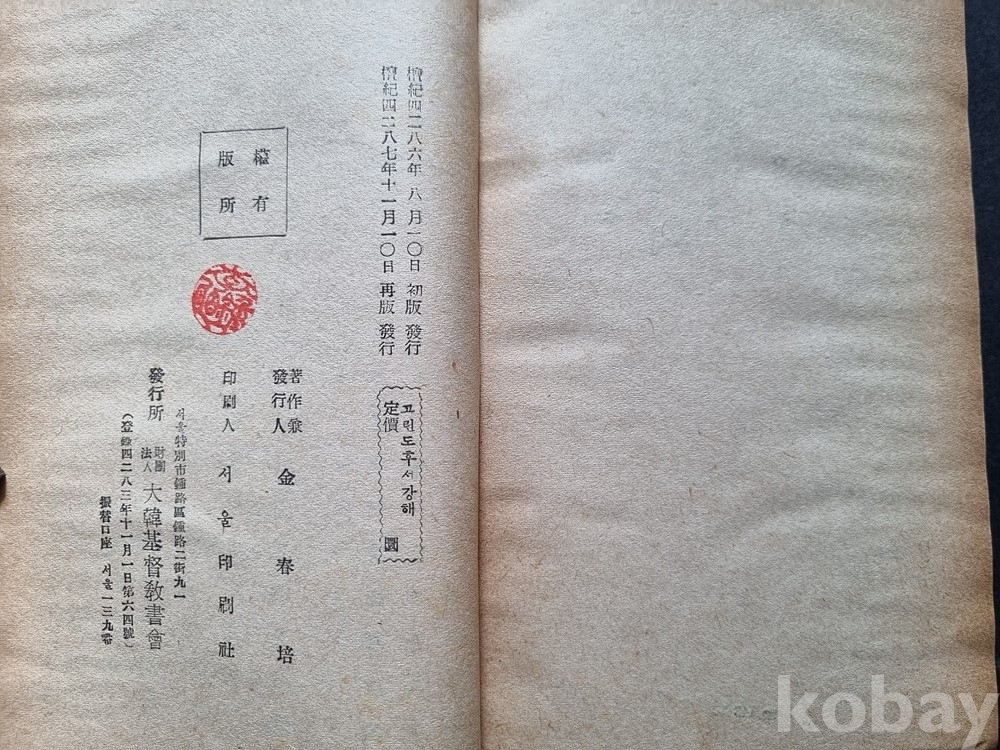 檀紀四二八六年 八月一〇日 初版 發行
檀紀四二八七年十一月一〇日 再版 發行
고린도후서강해
定價 圜
權有
版所
著作兼
發行人 金春培
印刷人 서울印刷社
서울特別市鍾路區鍾路二街九一
發行所 財團法人 大韓基督敎書會
(登錄四二八三年十一月一日第六四號)
振替口座 서울一三九番
kobay